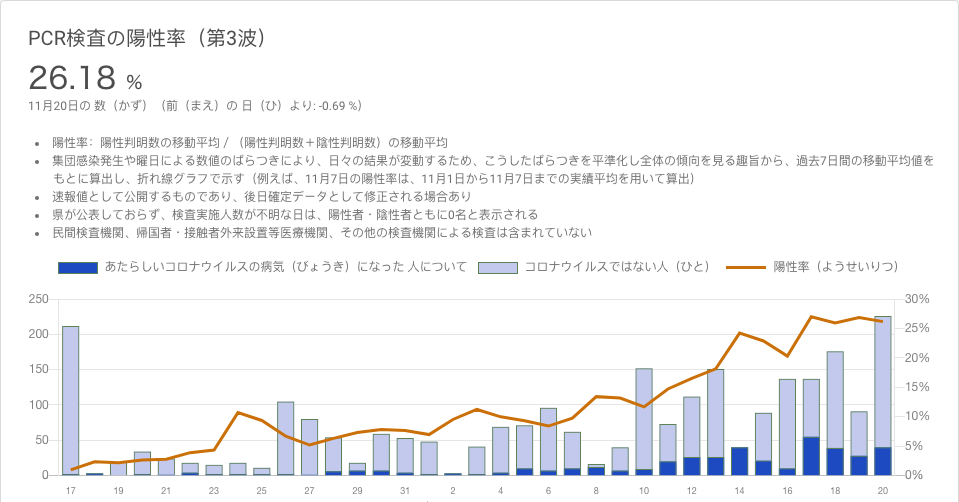 PCR検査の陽性率（第3波）
26.18 %
11月20日の 数（かず）（前（まえ）の 日（ひ）より: -0.69 %）
• 陽性率：陽性判明数の移動平均 / （陽性判明数＋陰性判明数）の移動平均
• 集団感染発生や曜日による数値のばらつきにより、日々の結果が変動するため、こうしたばらつきを平準化し全体の傾向を見る趣旨から、過去7日間の移動平均値を
もとに算出し、折れ線グラフで示す（例えば、11月7日の陽性率は、11月1日から11月7日までの実績平均を用いて算出）
• 速報値として公開するものであり、後日確定データとして修正される場合あり
• 県が公表しておらず、検査実施人数が不明な日は、陽性者・陰性者ともに0名と表示される
• 民間検査機関、帰国者・接触者外来設置等医療機関、その他の検査機関による検査は含まれていない
あたらしいコロナウイルスの病気（びょうき）になった 人について コロナウイルスではない人（ひと） 陽性率（ようせいりつ）
250 30%
25%
200
20%
150
15%
100
10%
50
5%
0 0%
17 19 21 23 25 27 29 31 2 4 6 8 10 12 14 16 18 20